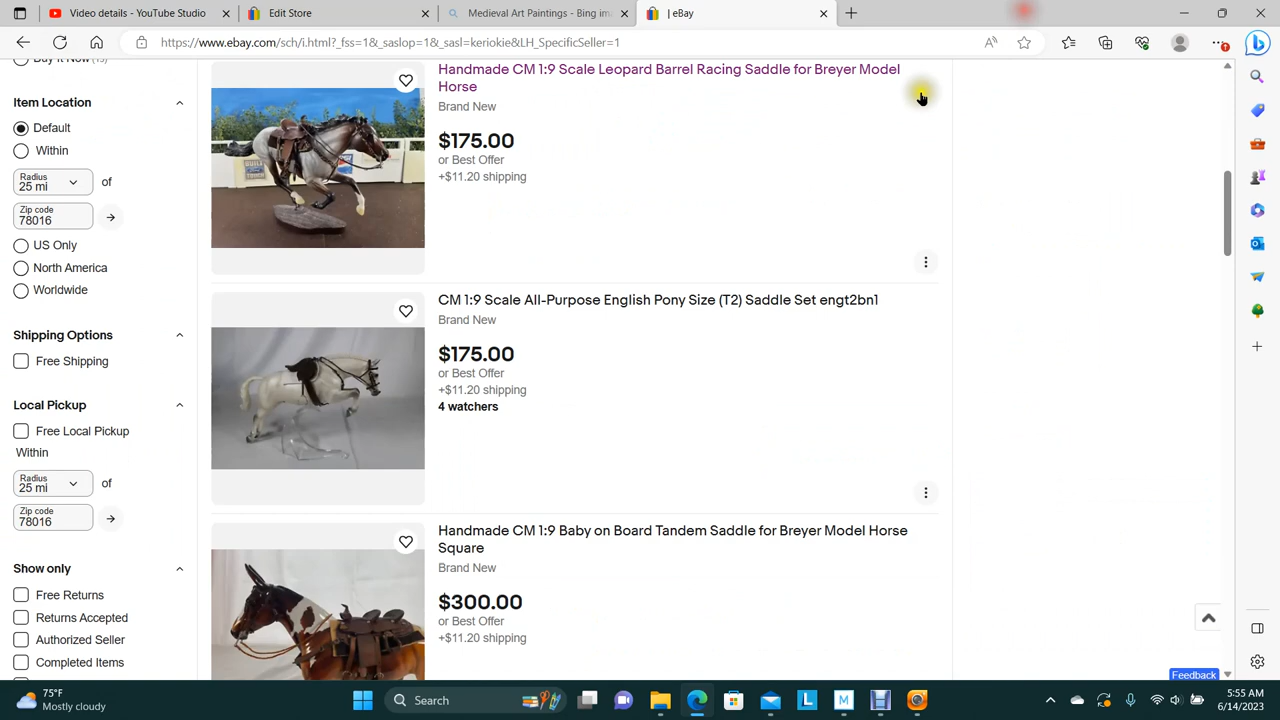 Video details - YouTube Studio
Edit Store
Medieval Art Paintings - Bing im
| eBay
https://www.ebay.com/sch/i.html?_fss=1&_saslop=1&_sasl=keriokie&LH_SpecificSeller=1
Item Location
Default
Within
Radius
25 mi
of
Zip code
78016
US Only
North America
Worldwide
Shipping Options
Free Shipping
Local Pickup
Free Local Pickup
Within
Radius
25 mi
of
Zip code
78016
Show only
Free Returns
Returns Accepted
Authorized Seller
Completed Items
Handmade CM 1:9 Scale Leopard Barrel Racing Saddle for Breyer Model
Horse
Brand New
$175.00
or Best Offer
+$11.20 shipping
CM 1:9 Scale All-Purpose English Pony Size (T2) Saddle Set engt2bn1
Brand New
$175.00
or Best Offer
+$11.20 shipping
4 watchers
Handmade CM 1:9 Baby on Board Tandem Saddle for Breyer Model Horse
Square
Brand New
$300.00
or Best Offer
+$11.20 shipping
Feedback
75°F
Mostly cloudy
Search
5:55 AM
6/14/2023